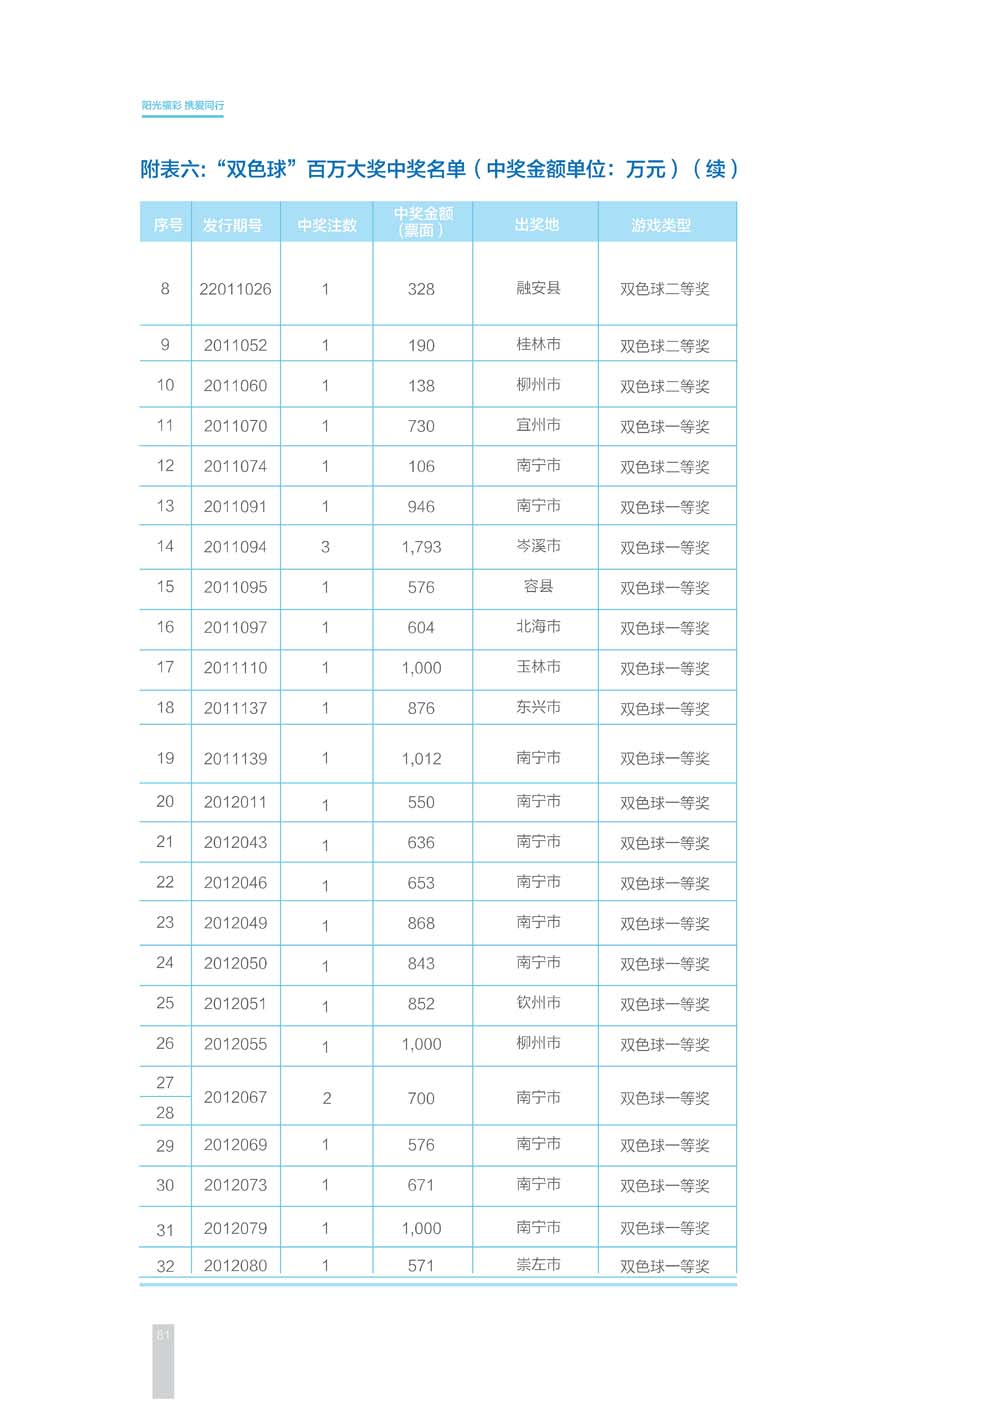 阳光福彩 携爱同行
附表六:“双色球”百万大奖中奖名单(中奖金额单位:万元)(续)
序号 发行期号 中奖注数 中奖金额(票面) 出奖地 游戏类型
8 22011026 1 328 融安县 双色球二等奖
9 2011052 1 190 桂林市 双色球二等奖
10 2011060 1 138 柳州市 双色球二等奖
11 2011070 1 730 宜州市 双色球一等奖
12 2011074 1 106 南宁市 双色球二等奖
13 2011091 1 946 南宁市 双色球一等奖
14 2011094 3 1,793 岑溪市 双色球一等奖
15 2011095 1 576 容县 双色球一等奖
16 2011097 1 604 北海市 双色球一等奖
17 2011110 1 1,000 玉林市 双色球一等奖
18 2011137 1 876 东兴市 双色球一等奖
19 2011139 1 1,012 南宁市 双色球一等奖
20 2012011 1 550 南宁市 双色球一等奖
21 2012043 1 636 南宁市 双色球一等奖
22 2012046 1 653 南宁市 双色球一等奖
23 2012049 1 868 南宁市 双色球一等奖
24 2012050 1 843 南宁市 双色球一等奖
25 2012051 1 852 钦州市 双色球一等奖
26 2012055 1 1,000 柳州市 双色球一等奖
27
28 2012067 2 700 南宁市 双色球一等奖
29 2012069 1 576 南宁市 双色球一等奖
30 2012073 1 671 南宁市 双色球一等奖
31 2012079 1 1,000 南宁市 双色球一等奖
32 2012080 1 571 崇左市 双色球一等奖
81